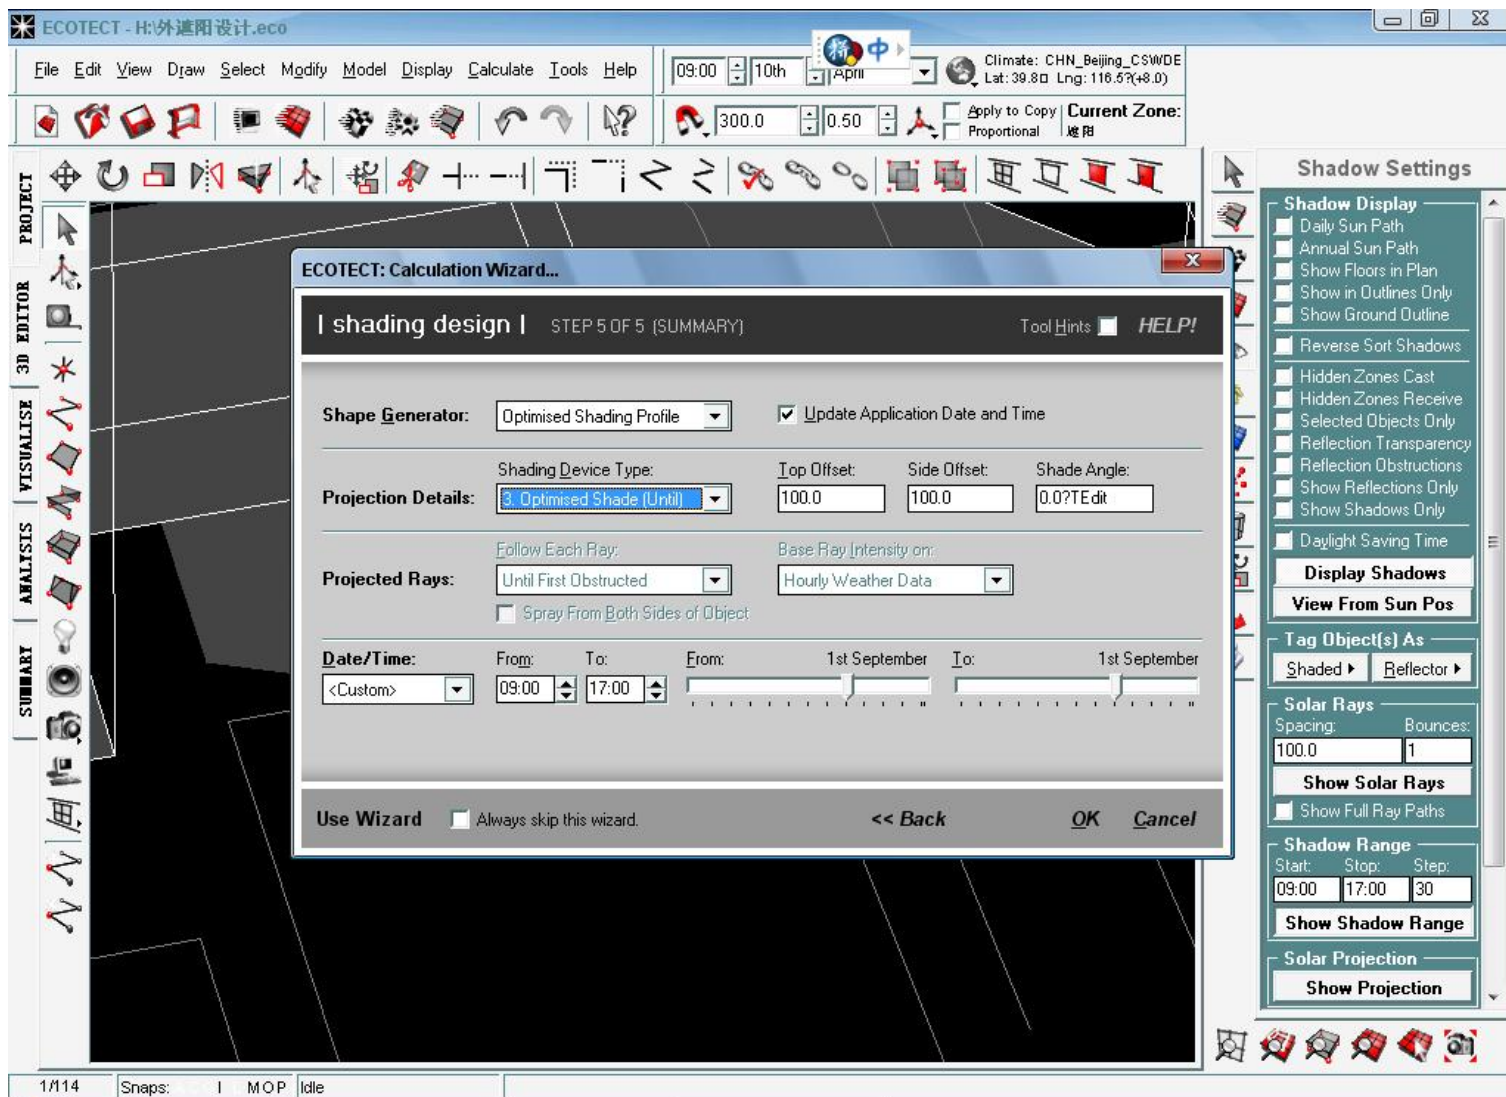 ECOTECT - H:\外遮阳设计.eco
File Edit View Draw Select Modify Model Display Calculate Tools Help
09:00 10th April
中
Climate: CHN_Beijing_CSWDE
Lat: 39.8□ Lng: 116.5?(+8.0)
300.0 0.50
Apply to Copy
Proportional
Current Zone:
遮阳
PROJECT
3D EDITOR
VISUALISE
ANALYSIS
SUMMARY
ECOTECT: Calculation Wizard...
| shading design | STEP 5 OF 5 (SUMMARY) Tool Hints HELP!
Shape Generator: Optimised Shading Profile Update Application Date and Time
Shading Device Type: Top Offset: Side Offset: Shade Angle:
Projection Details: 3. Optimised Shade (Until) 100.0 100.0 0.0?TEdit
Follow Each Ray: Base Ray Intensity on:
Projected Rays: Until First Obstructed Hourly Weather Data
Spray From Both Sides of Object
Date/Time: From: To: From: 1st September To: 1st September
<Custom> 09:00 17:00
Use Wizard Always skip this wizard. << Back OK Cancel
Shadow Settings
Shadow Display
Daily Sun Path
Annual Sun Path
Show Floors in Plan
Show in Outlines Only
Show Ground Outline
Reverse Sort Shadows
Hidden Zones Cast
Hidden Zones Receive
Selected Objects Only
Reflection Transparency
Reflection Obstructions
Show Reflections Only
Show Shadows Only
Daylight Saving Time
Display Shadows
View From Sun Pos
Tag Object(s) As
Shaded Reflector
Solar Rays
Spacing: Bounces:
100.0 1
Show Solar Rays
Show Full Ray Paths
Shadow Range
Start: Stop: Step:
09:00 17:00 30
Show Shadow Range
Solar Projection
Show Projection
1/114 Snaps: I MOP Idle